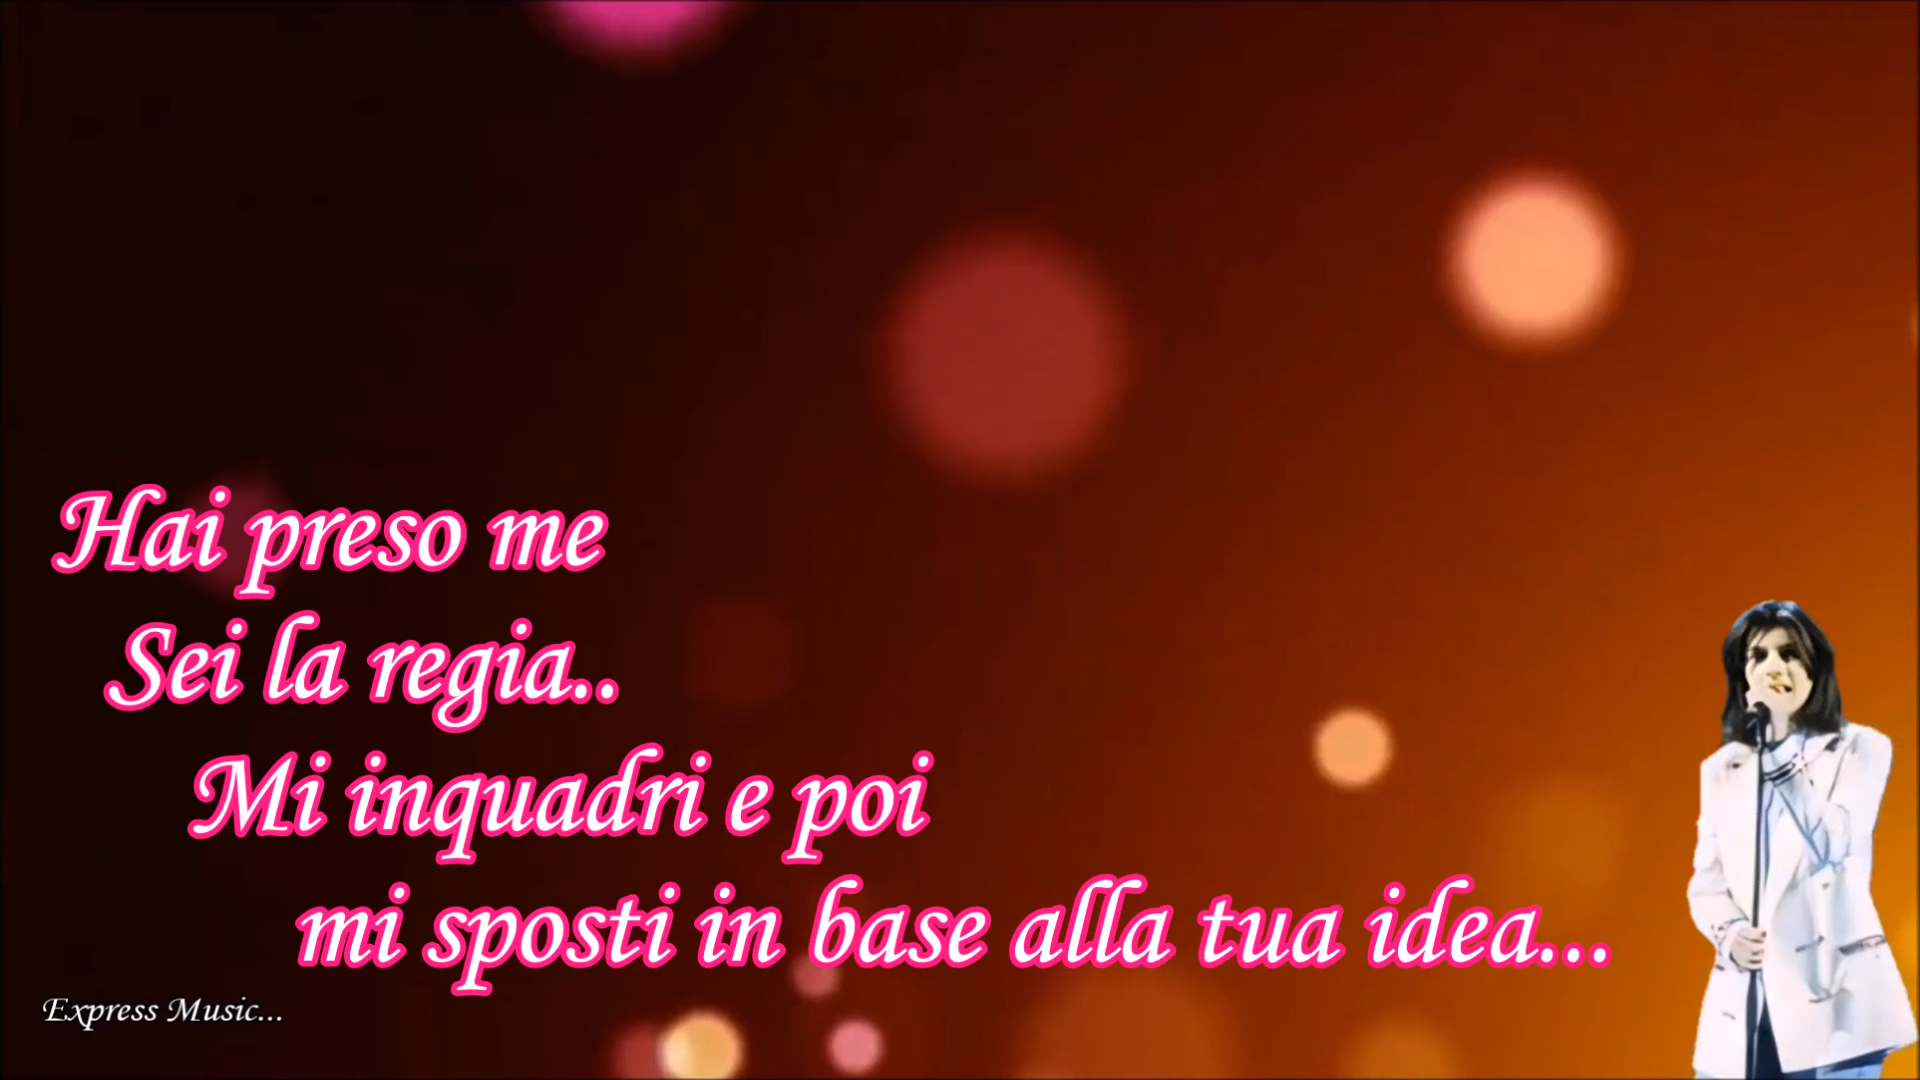 Hai preso me
Sei la regia..
Mi inquadri e poi
mi sposti in base alla tua idea...
Express Music...